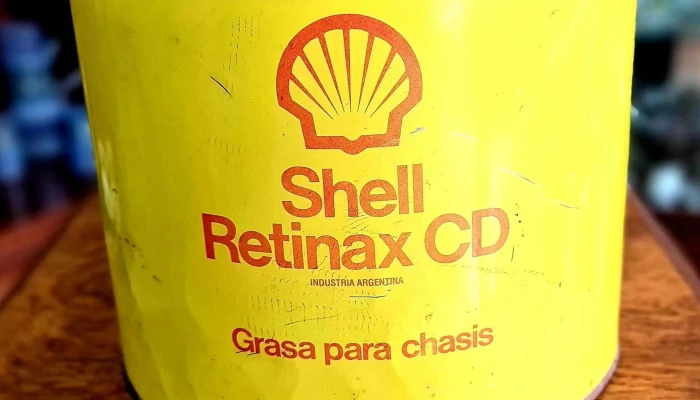 Shell
Retinax CD
INDUSTRIA ARGENTINA
Grasa para chasis